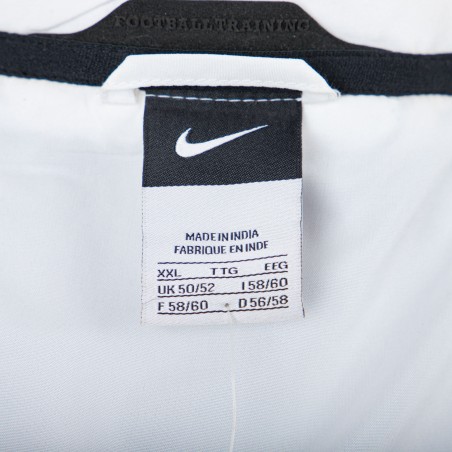 FOOTBALL TRAINING
MADE IN INDIA
FABRIQUE EN INDE
XXL TTG EEG
UK 50/52 I 58/60
F 58/60 D 56/58